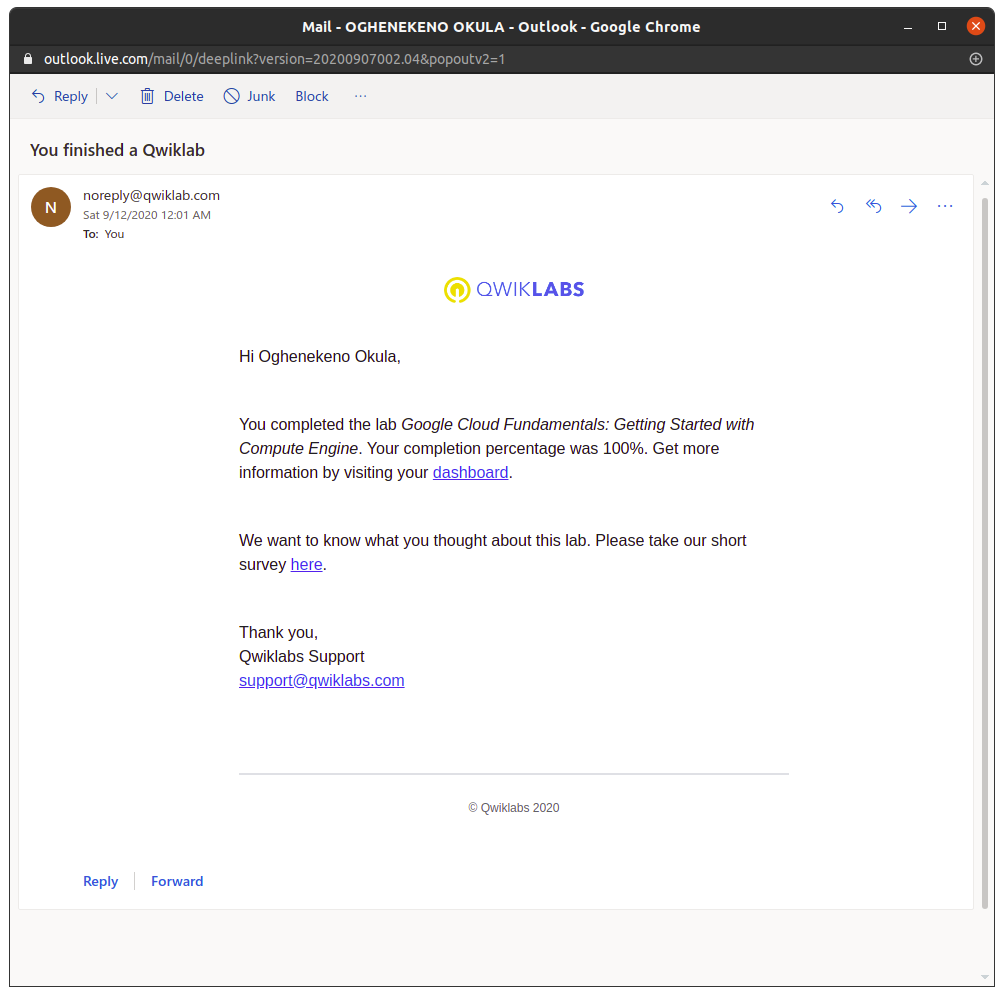 Mail - OGHENEKENO OKULA - Outlook - Google Chrome
outlook.live.com/mail/0/deeplink?version=20200907002.04&popoutv2=1
Reply Delete Junk Block ···
You finished a Qwiklab
N
noreply@qwiklab.com
Sat 9/12/2020 12:01 AM
To: You
QWIKLABS
Hi Oghenekeno Okula,
You completed the lab Google Cloud Fundamentals: Getting Started with
Compute Engine. Your completion percentage was 100%. Get more
information by visiting your dashboard.
We want to know what you thought about this lab. Please take our short
survey here.
Thank you,
Qwiklabs Support
support@qwiklabs.com
© Qwiklabs 2020
Reply Forward